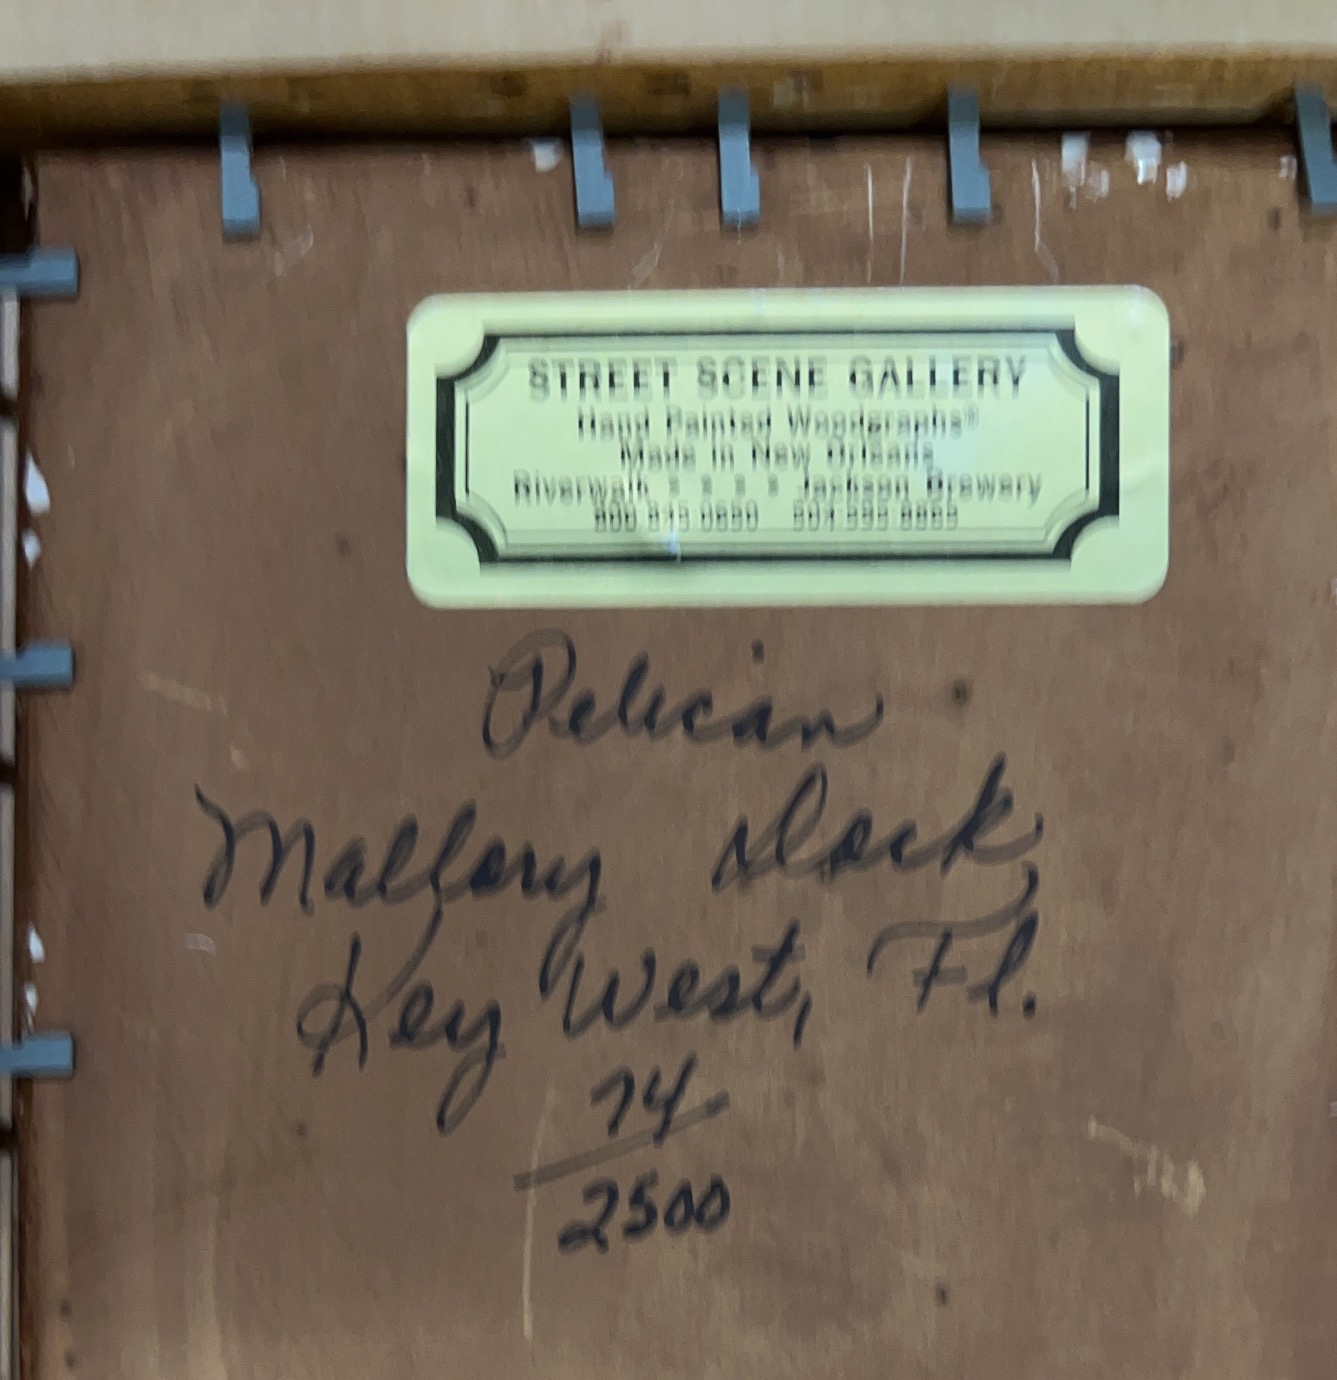 STREET SCENE GALLERY
Hand Painted Woodgraphs®
Made in New Orleans
Riverwalk Jackson Brewery
Pelican
Mallory Dock,
Key West, Fl.
74
2500